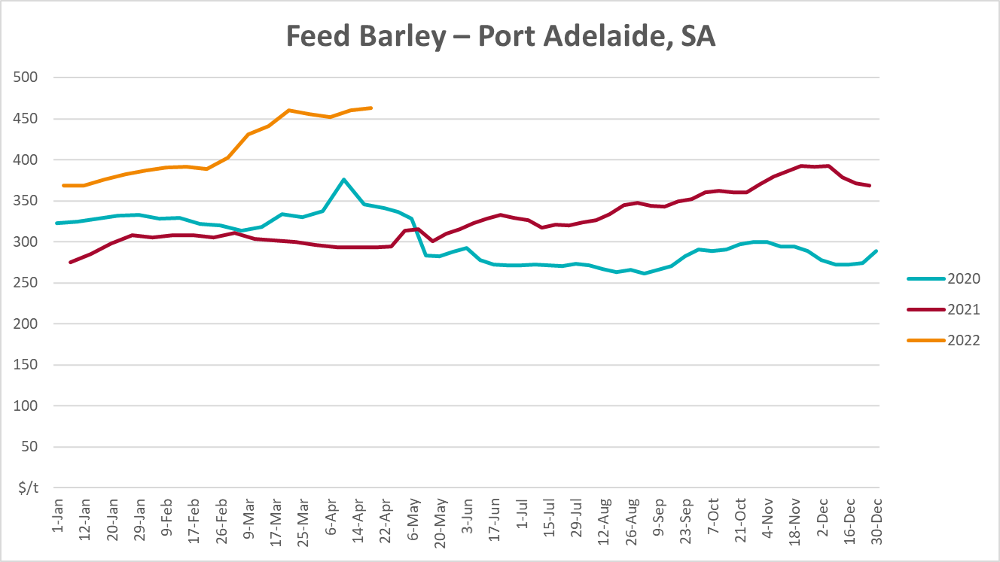 Feed Barley – Port Adelaide, SA
500
450
400
350
300
250
200
150
100
50
$/t
1-Jan
12-Jan
20-Jan
29-Jan
9-Feb
17-Feb
26-Feb
9-Mar
17-Mar
25-Mar
6-Apr
14-Apr
22-Apr
6-May
20-May
3-Jun
17-Jun
1-Jul
15-Jul
29-Jul
12-Aug
26-Aug
9-Sep
23-Sep
7-Oct
21-Oct
4-Nov
18-Nov
2-Dec
16-Dec
30-Dec
2020
2021
2022